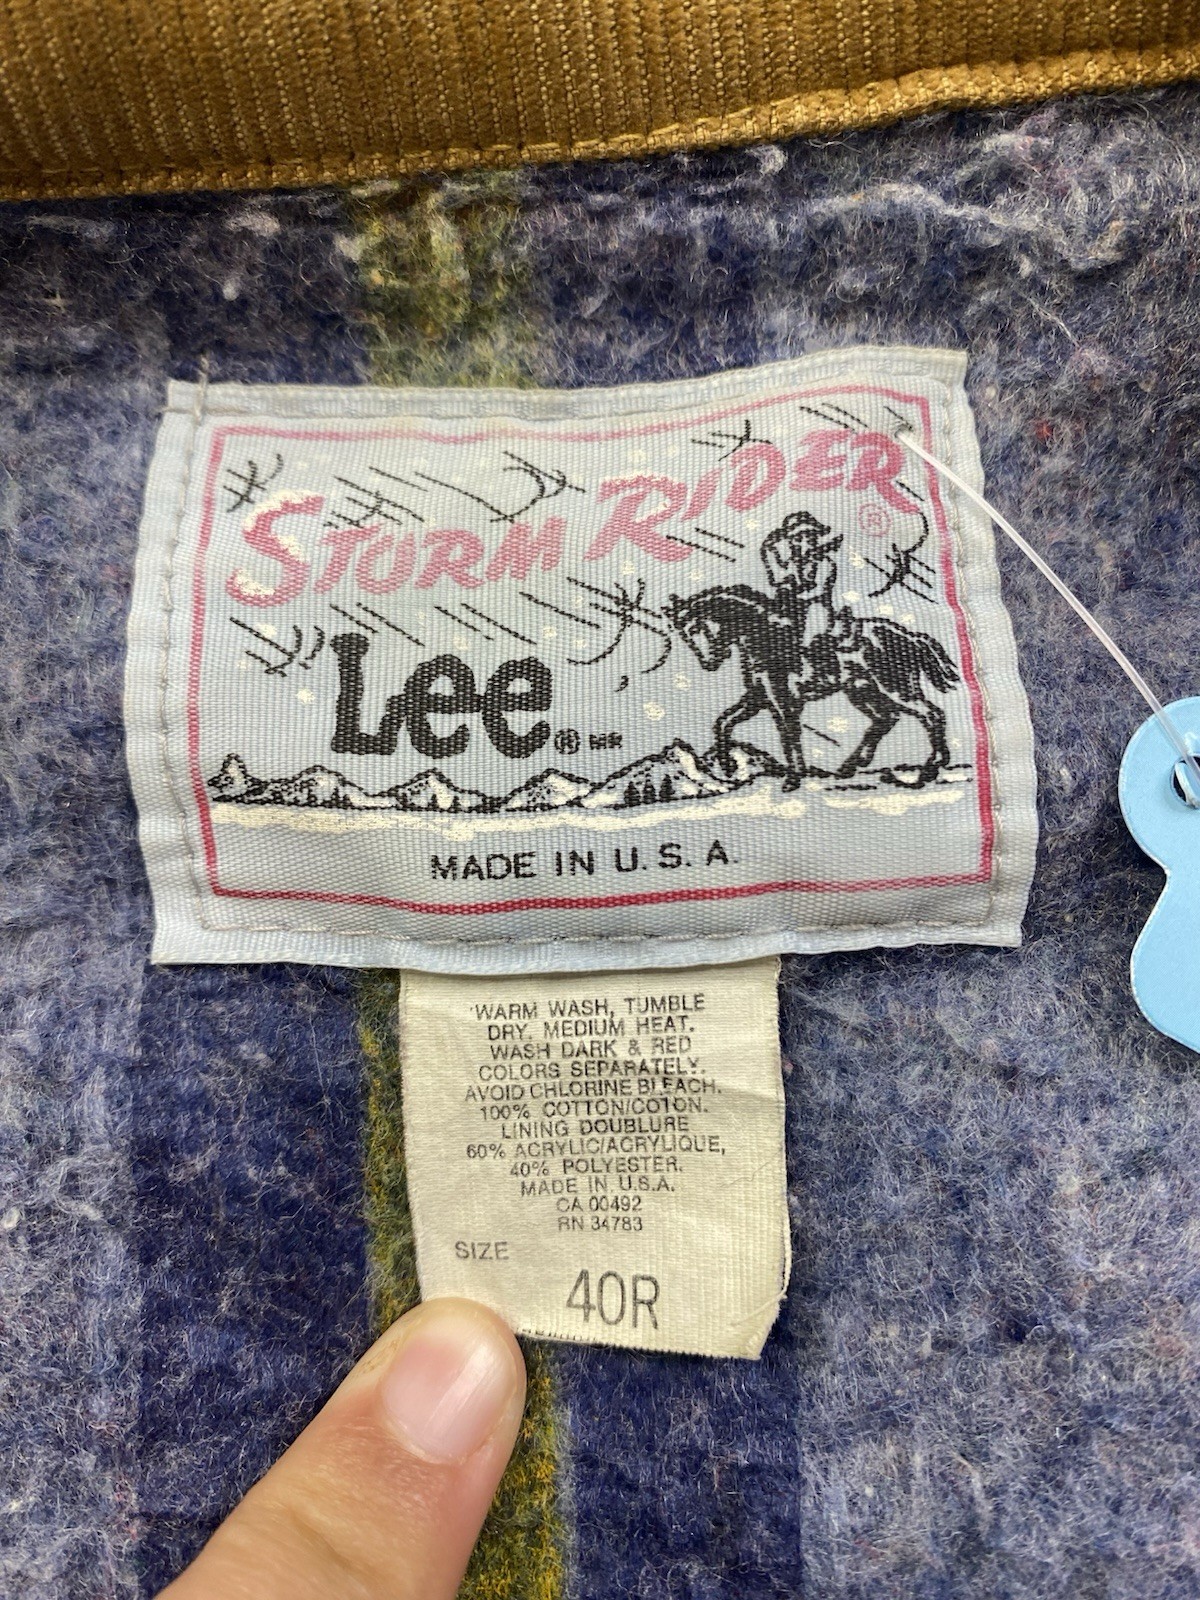 STORM RIDER ®
Lee ® MR
MADE IN U.S.A.
WARM WASH, TUMBLE
DRY, MEDIUM HEAT.
WASH DARK & RED
COLORS SEPARATELY.
AVOID CHLORINE BLEACH.
100% COTTON/COTON.
LINING DOUBLURE
60% ACRYLIC/ACRYLIQUE,
40% POLYESTER.
MADE IN U.S.A.
CA 00492
RN 34783
SIZE
40R